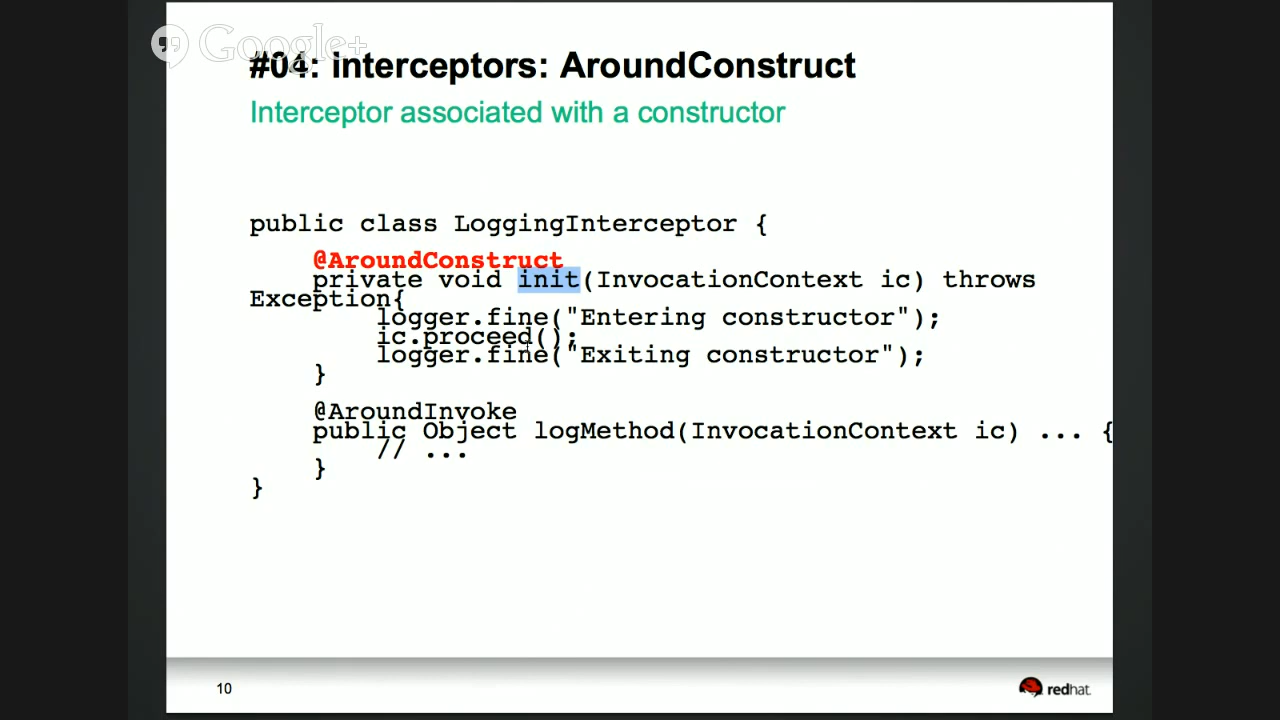 Google+
#04: interceptors: AroundConstruct
Interceptor associated with a constructor
public class LoggingInterceptor {
@AroundConstruct
private void init(InvocationContext ic) throws
Exception{
logger.fine("Entering constructor");
ic.proceed();
logger.fine("Exiting constructor");
}
@AroundInvoke
public Object logMethod(InvocationContext ic) ... {
// ...
}
}
10
redhat.